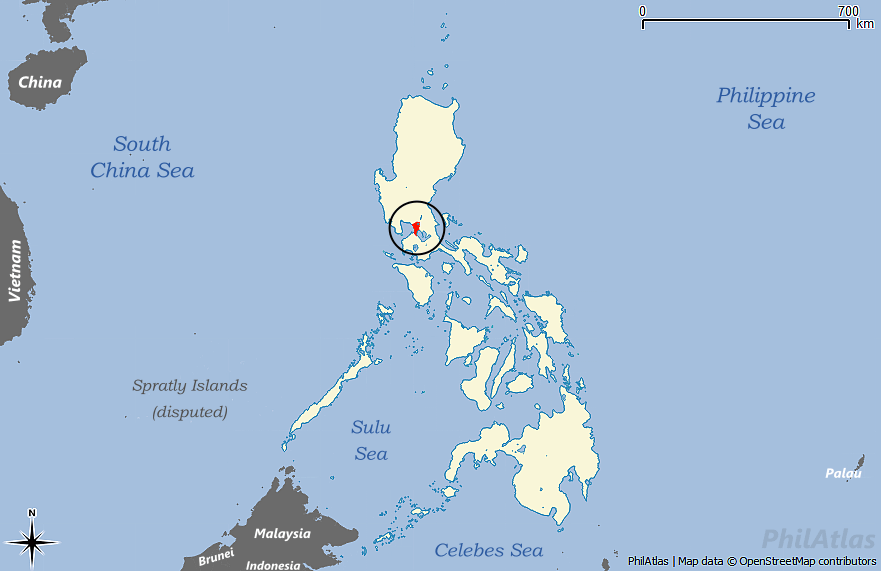 0 700
km
China
Philippine
Sea
South
China Sea
Vietnam
Spratly Islands
(disputed)
Sulu
Sea
Palau
N
Malaysia
Brunei
Indonesia
Celebes Sea
PhilAtlas
PhilAtlas | Map data © OpenStreetMap contributors